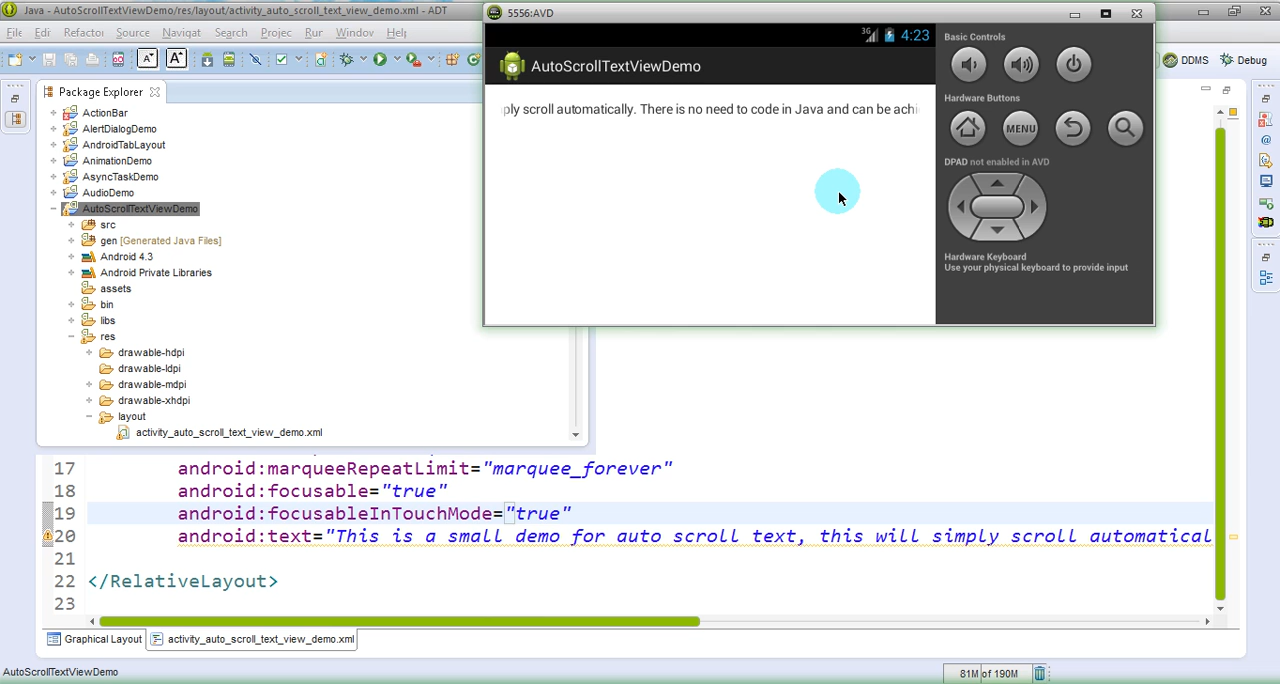 Java - AutoScrollTextViewDemo/res/layout/activity_auto_scroll_text_view_demo.xml - ADT
File Edit Refactor Source Navigat Search Projec Run Window Help
DDMS Debug
Package Explorer
ActionBar
AlertDialogDemo
AndroidTabLayout
AnimationDemo
AsyncTaskDemo
AudioDemo
AutoScrollTextViewDemo
src
gen [Generated Java Files]
Android 4.3
Android Private Libraries
assets
bin
libs
res
drawable-hdpi
drawable-ldpi
drawable-mdpi
drawable-xhdpi
layout
activity_auto_scroll_text_view_demo.xml
5556:AVD
3G 4:23
AutoScrollTextViewDemo
ply scroll automatically. There is no need to code in Java and can be achi
Basic Controls
Hardware Buttons
MENU
DPAD not enabled in AVD
Hardware Keyboard
Use your physical keyboard to provide input
17 android:marqueeRepeatLimit="marquee_forever"
18 android:focusable="true"
19 android:focusableInTouchMode="true"
20 android:text="This is a small demo for auto scroll text, this will simply scroll automatical
21
22 </RelativeLayout>
23
Graphical Layout activity_auto_scroll_text_view_demo.xml
AutoScrollTextViewDemo
81M of 190M